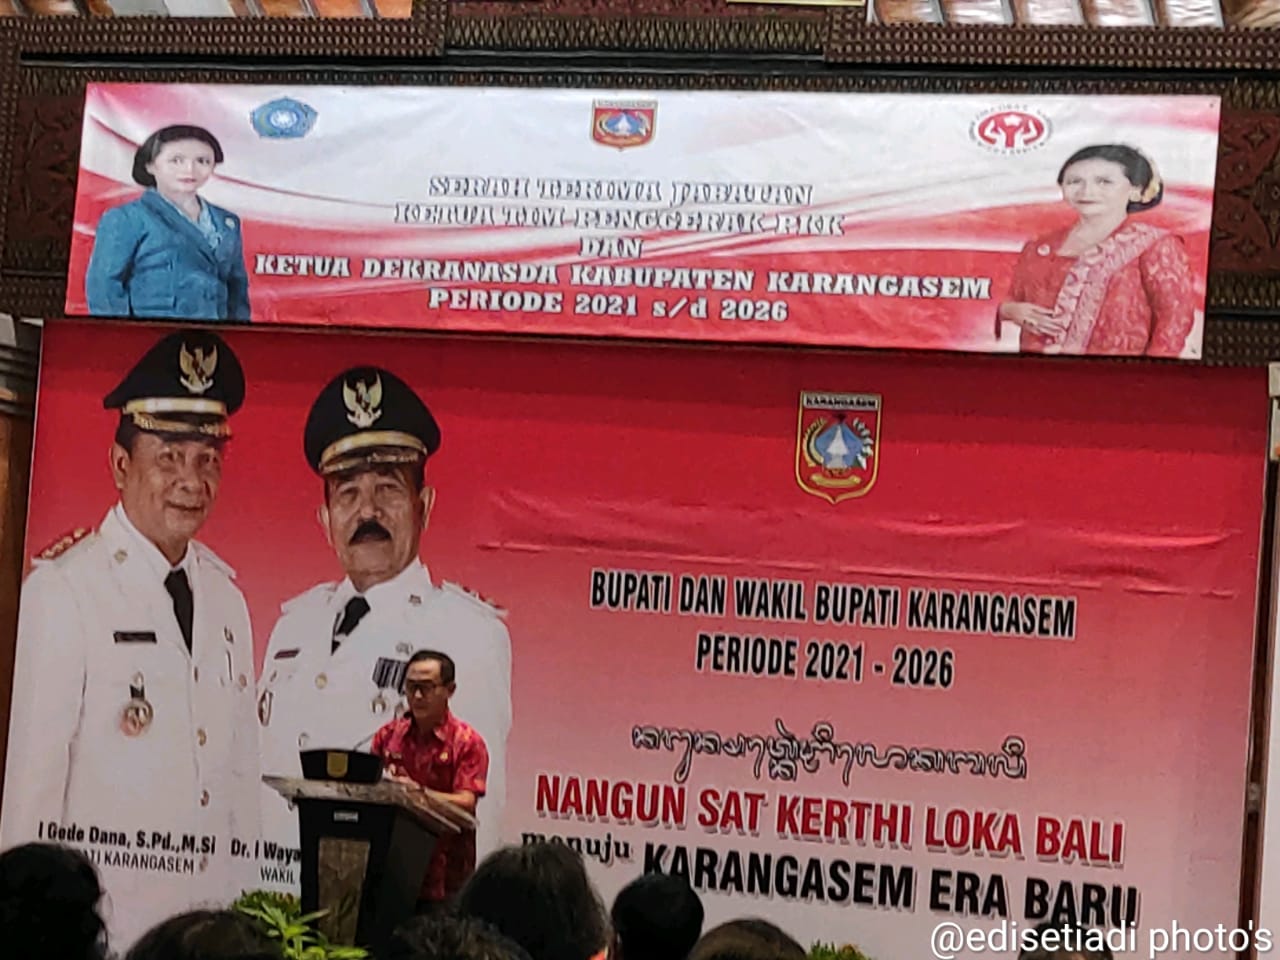 SERAH TERIMA JABATAN
KETUA TIM PENGGERAK PKK
DAN
KETUA DEKRANASDA KABUPATEN KARANGASEM
PERIODE 2021 s/d 2026
KARANGASEM
BUPATI DAN WAKIL BUPATI KARANGASEM
PERIODE 2021 - 2026
NANGUN SAT KERTHI LOKA BALI
menuju KARANGASEM ERA BARU
I Gede Dana, S.Pd.,M.Si
KARANGASEM
Dr. I Waya
WAKIL
@edisetiadi photo's